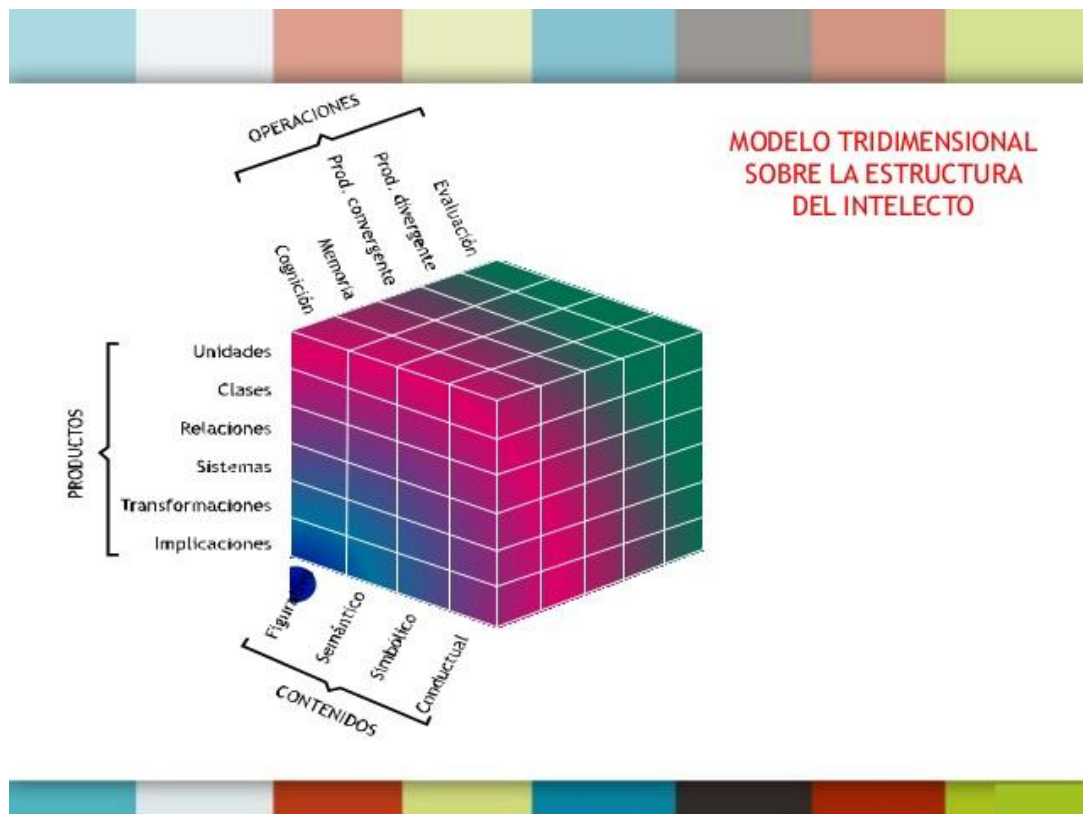 OPERACIONES
Cognición
Memoria
Prod. convergente
Prod. divergente
Evaluación
MODELO TRIDIMENSIONAL
SOBRE LA ESTRUCTURA
DEL INTELECTO
PRODUCTOS
Unidades
Clases
Relaciones
Sistemas
Transformaciones
Implicaciones
Semántico
Simbólico
Conductual
CONTENIDOS